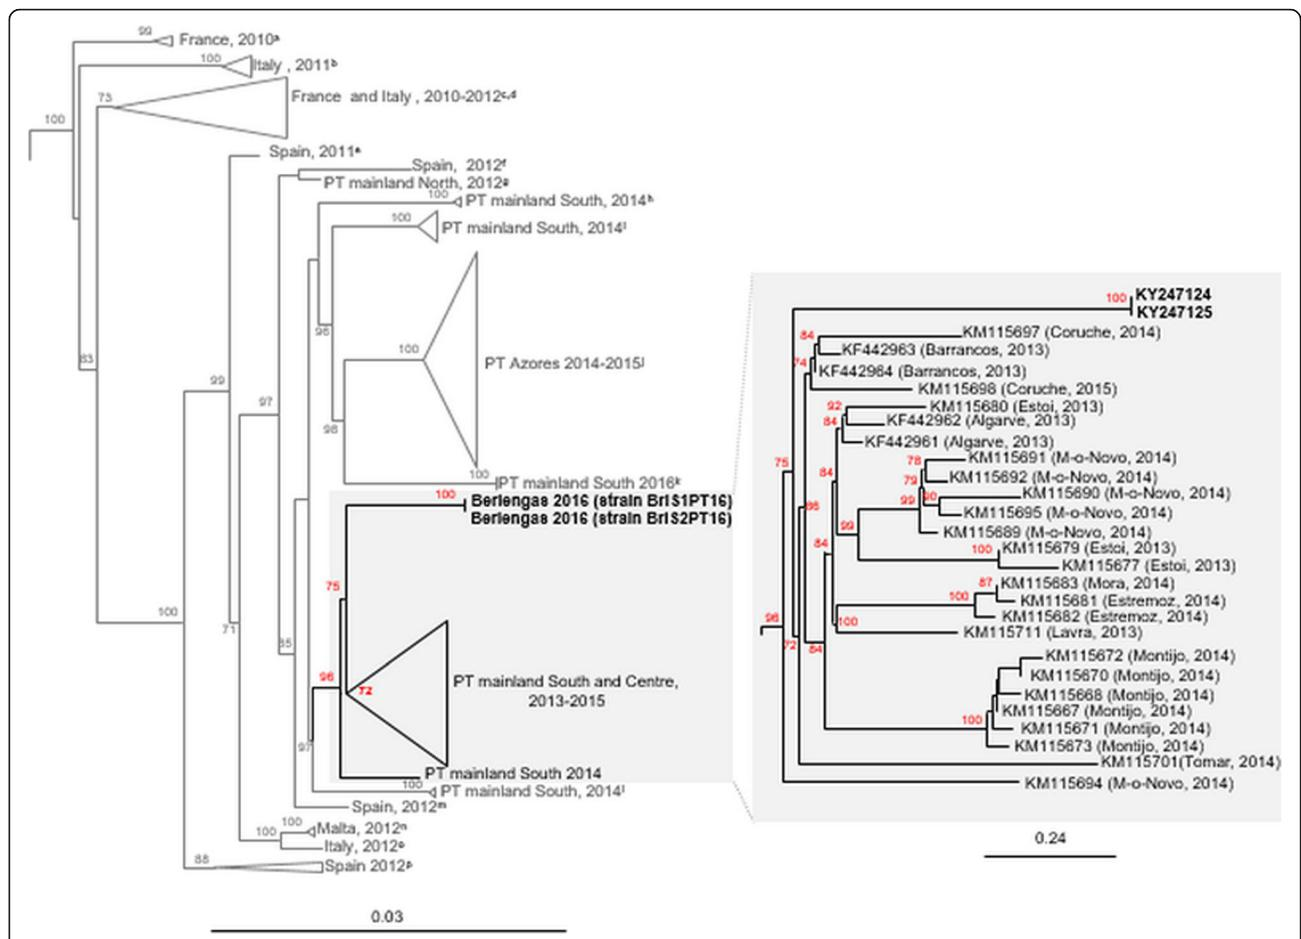 99
France, 2010ᵃ
100
Italy , 2011ᵇ
73
France and Italy , 2010-2012ᶜ,ᵈ
100
Spain, 2011ᵉ
Spain, 2012ᶠ
PT mainland North, 2012ᵍ
100
PT mainland South, 2014ʰ
100
PT mainland South, 2014ⁱ
98
100
PT Azores 2014-2015ʲ
83
99
97
98
100
PT mainland South 2016ᵏ
100
Berlengas 2016 (strain Br1S1PT16)
Berlengas 2016 (strain Br1S2PT16)
75
100
71
85
96
72
PT mainland South and Centre,
2013-2015
97
PT mainland South 2014
100
PT mainland South, 2014ˡ
Spain, 2012ᵐ
100
Malta, 2012ⁿ
100
Italy, 2012ᵒ
88
Spain 2012ᵖ
0.03
100
KY247124
KY247125
84
KM115697 (Coruche, 2014)
KF442963 (Barrancos, 2013)
74
KF442964 (Barrancos, 2013)
KM115698 (Coruche, 2015)
92
KM115680 (Estoi, 2013)
84
KF442962 (Algarve, 2013)
KF442961 (Algarve, 2013)
75
78
KM115691 (M-o-Novo, 2014)
84
79
KM115692 (M-o-Novo, 2014)
90
KM115690 (M-o-Novo, 2014)
86
99
KM115695 (M-o-Novo, 2014)
99
KM115689 (M-o-Novo, 2014)
84
100
KM115679 (Estoi, 2013)
KM115677 (Estoi, 2013)
87
KM115683 (Mora, 2014)
100
KM115681 (Estremoz, 2014)
KM115682 (Estremoz, 2014)
96
100
KM115711 (Lavra, 2013)
72
84
KM115672 (Montijo, 2014)
KM115670 (Montijo, 2014)
KM115668 (Montijo, 2014)
KM115667 (Montijo, 2014)
100
KM115671 (Montijo, 2014)
KM115673 (Montijo, 2014)
KM115701(Tomar, 2014)
KM115694 (M-o-Novo, 2014)
0.24